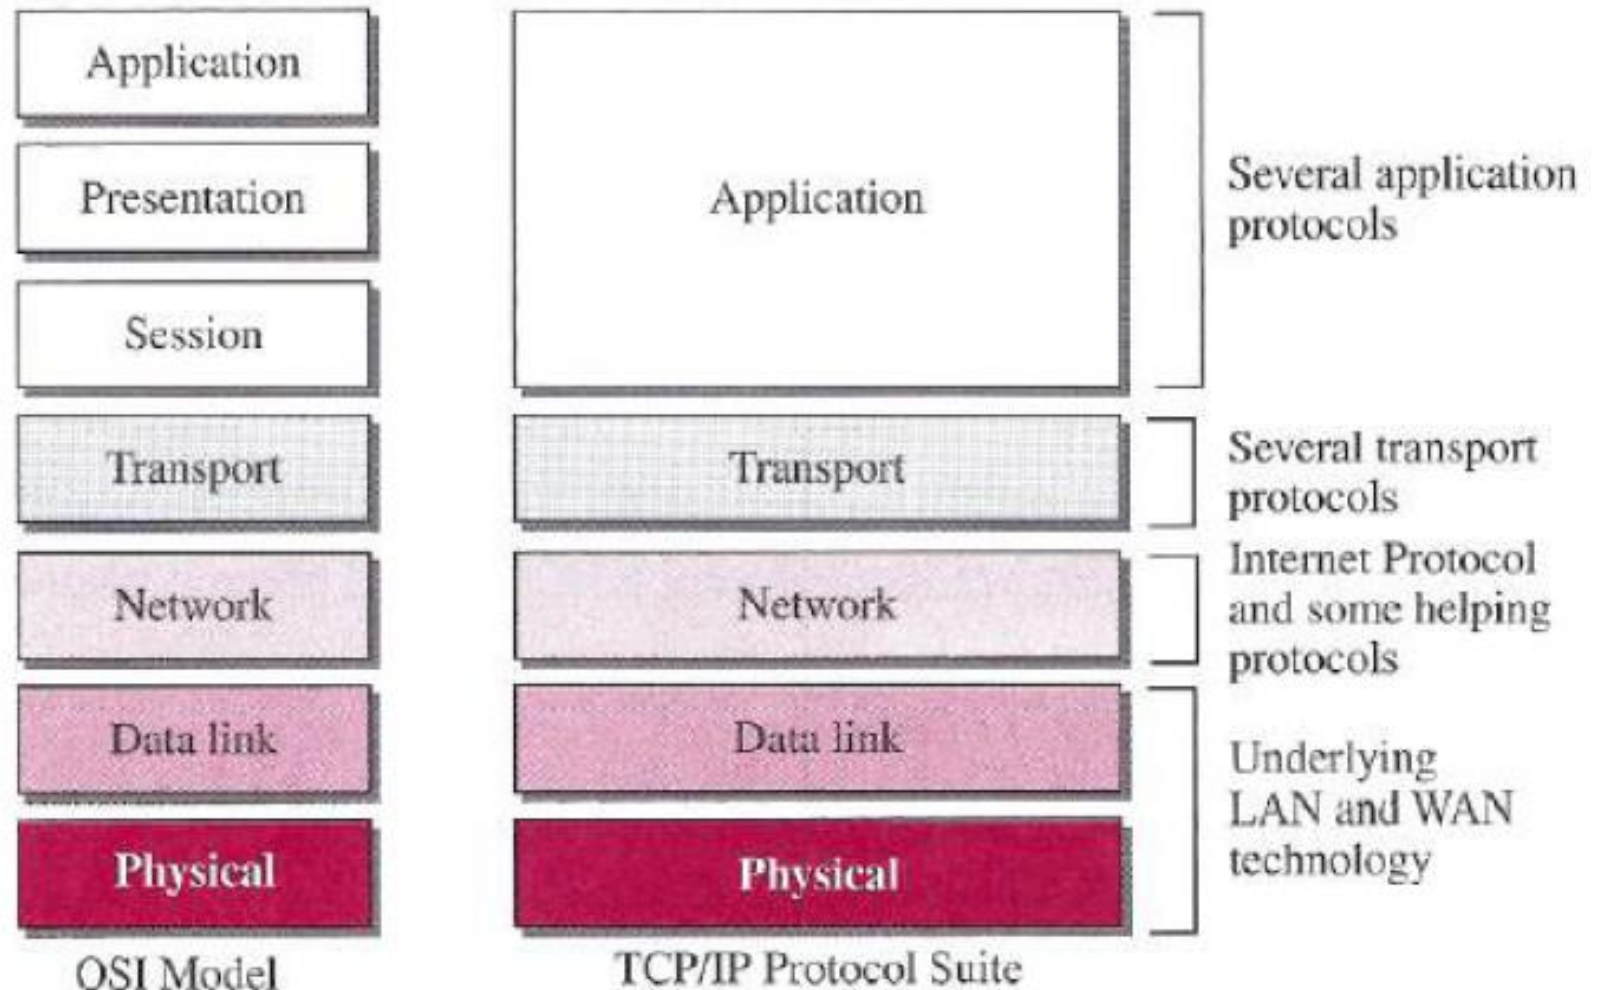 Application
Presentation
Session
Transport
Network
Data link
Physical
OSI Model
Application
Transport
Network
Data link
Physical
TCP/IP Protocol Suite
Several application
protocols
Several transport
protocols
Internet Protocol
and some helping
protocols
Underlying
LAN and WAN
technology